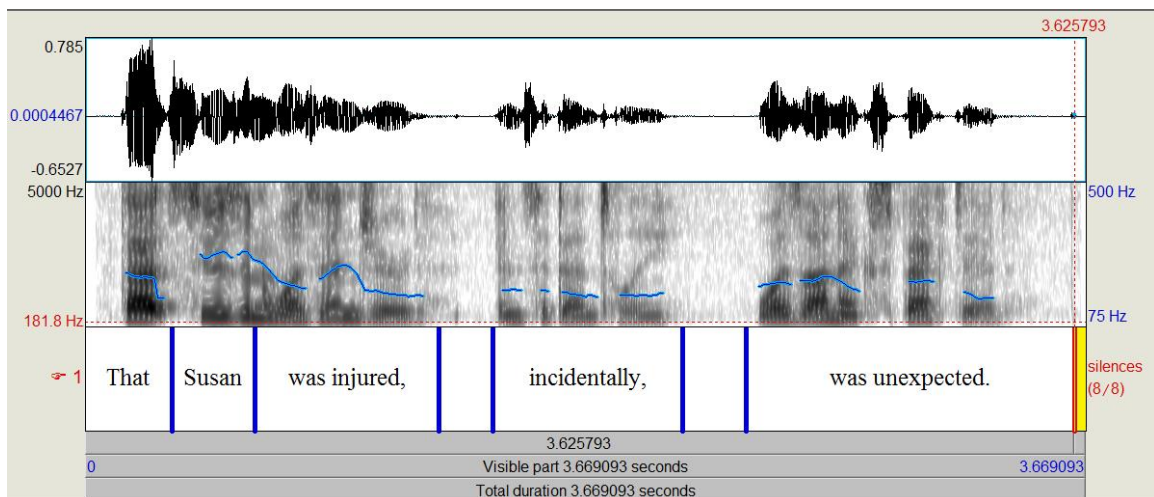 3.625793
0.785
0.0004467
-0.6527
5000 Hz
500 Hz
181.8 Hz
75 Hz
☞ 1 That Susan was injured, incidentally, was unexpected. silences
(8/8)
3.625793
0 Visible part 3.669093 seconds 3.669093
Total duration 3.669093 seconds